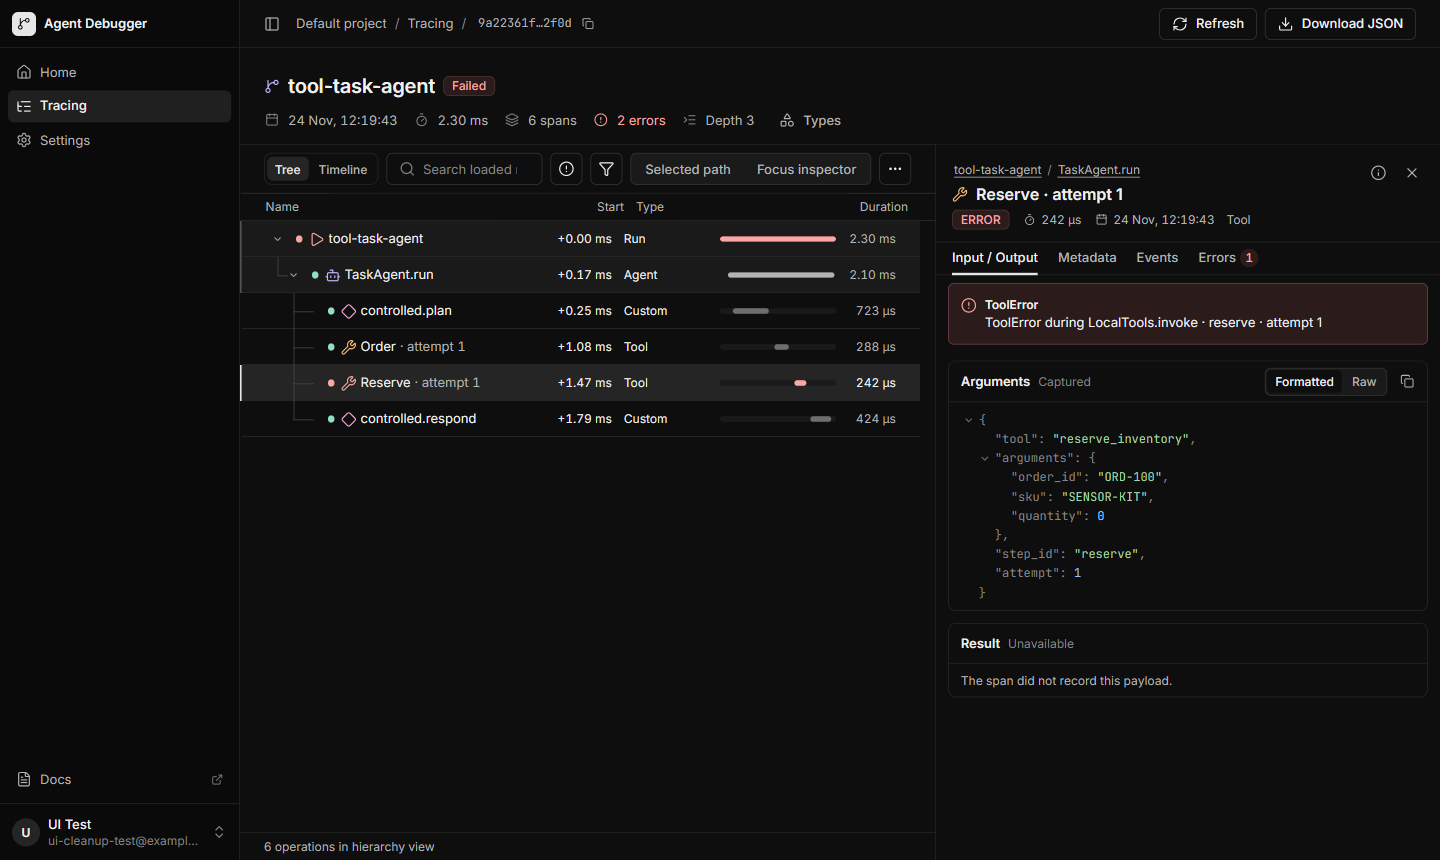 Agent Debugger
Home
Tracing
Settings
Docs
U
UI Test
ui-cleanup-test@exampl...
Default project / Tracing / 9a22361f…2f0d
Refresh
Download JSON
tool-task-agent Failed
24 Nov, 12:19:43 2.30 ms 6 spans 2 errors Depth 3 Types
Tree Timeline Search loaded Selected path Focus inspector
Name Start Type Duration
tool-task-agent +0.00 ms Run 2.30 ms
TaskAgent.run +0.17 ms Agent 2.10 ms
controlled.plan +0.25 ms Custom 723 µs
Order · attempt 1 +1.08 ms Tool 288 µs
Reserve · attempt 1 +1.47 ms Tool 242 µs
controlled.respond +1.79 ms Custom 424 µs
6 operations in hierarchy view
tool-task-agent / TaskAgent.run
Reserve · attempt 1
ERROR 242 µs 24 Nov, 12:19:43 Tool
Input / Output Metadata Events Errors 1
ToolError
ToolError during LocalTools.invoke · reserve · attempt 1
Arguments Captured Formatted Raw
{
"tool": "reserve_inventory",
"arguments": {
"order_id": "ORD-100",
"sku": "SENSOR-KIT",
"quantity": 0
},
"step_id": "reserve",
"attempt": 1
}
Result Unavailable
The span did not record this payload.